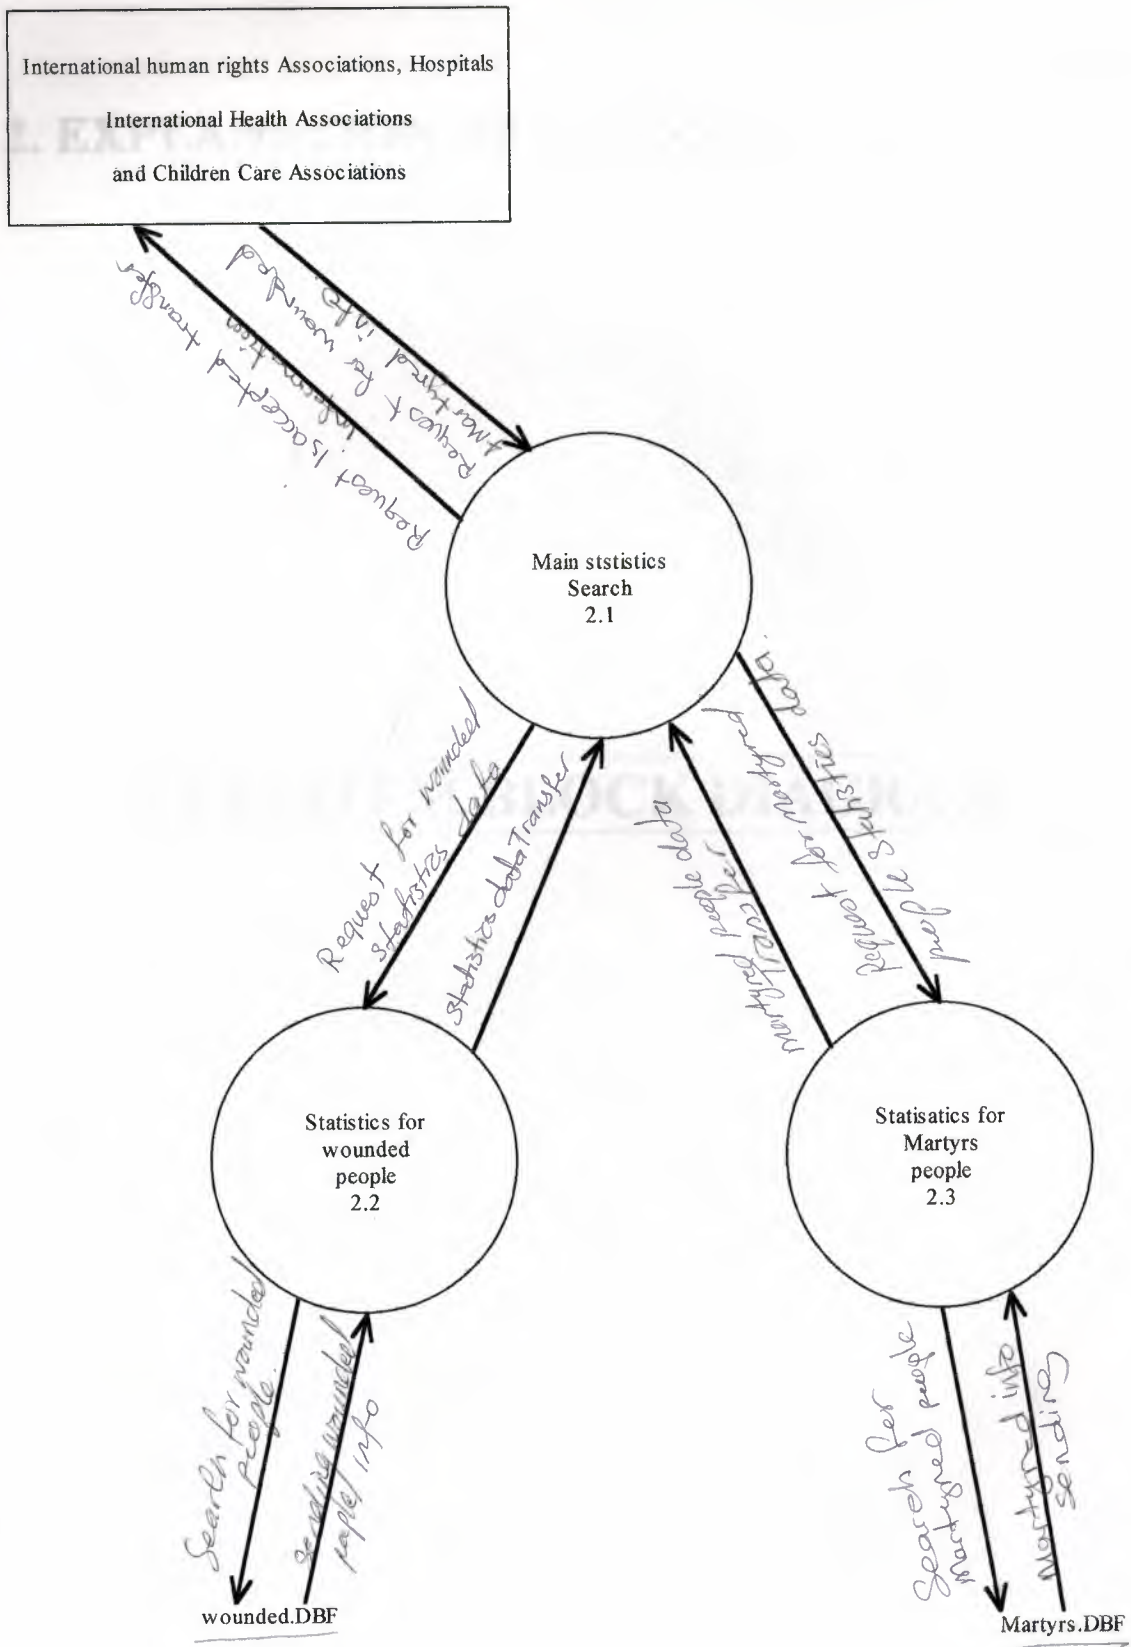 International human rights Associations, Hospitals
International Health Associations
and Children Care Associations
Request for wounded
+ Martyred info.
Request Is accepted transfer
information
Main ststistics
Search
2.1
Request for wounded
statistics data
statistics data Transfer
martyred people data
Transfer
Request for martyred
people Stahstics data.
Statistics for
wounded
people
2.2
Statisatics for
Martyrs
people
2.3
Search for wounded
people.
sending wounded
people info
Search for
martyred people
Martyred info
sending
wounded.DBF
Martyrs.DBF